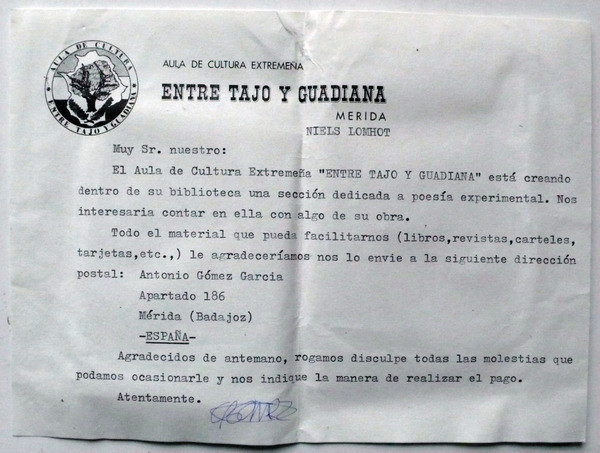 AULA DE CULTURA
ENTRE TAJO Y GUADIANA
AULA DE CULTURA EXTREMEÑA
ENTRE TAJO Y GUADIANA
MERIDA
NIELS LOMHOT
Muy Sr. nuestro:
El Aula de Cultura Extremeña "ENTRE TAJO Y GUADIANA" está creando
dentro de su biblioteca una sección dedicada a poesía experimental. Nos
interesaria contar en ella con algo de su obra.
Todo el material que pueda facilitarnos (libros,revistas,carteles,
tarjetas,etc.,) le agradeceríamos nos lo envie a la siguiente dirección
postal: Antonio Gómez Garcia
Apartado 186
Mérida (Badajoz)
-ESPAÑA-
Agradecidos de antemano, rogamos disculpe todas las molestias que
podamos ocasionarle y nos indique la manera de realizar el pago.
Atentamente.